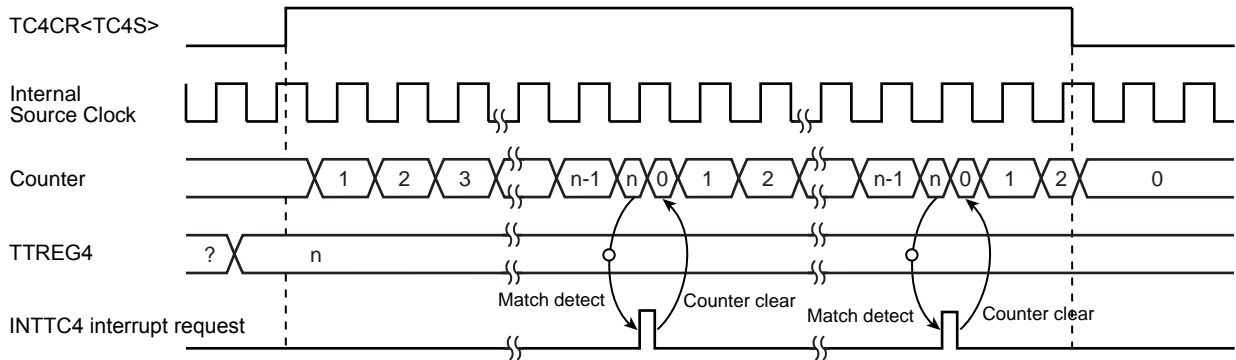 TC4CR<TC4S>
Internal
Source Clock
Counter 1 2 3 n-1 n 0 1 2 n-1 n 0 1 2 0
TTREG4 ? n
Match detect Counter clear Match detect Counter clear
INTTC4 interrupt request